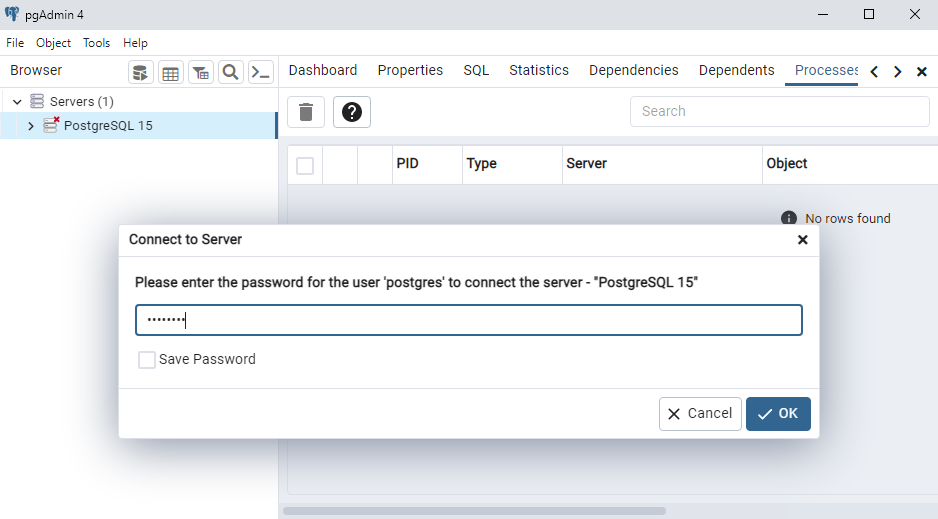 pgAdmin 4
File Object Tools Help
Browser
Dashboard Properties SQL Statistics Dependencies Dependents Processes
Servers (1)
PostgreSQL 15
Search
PID Type Server Object
No rows found
Connect to Server
Please enter the password for the user 'postgres' to connect the server - "PostgreSQL 15"
••••••••
Save Password
Cancel OK